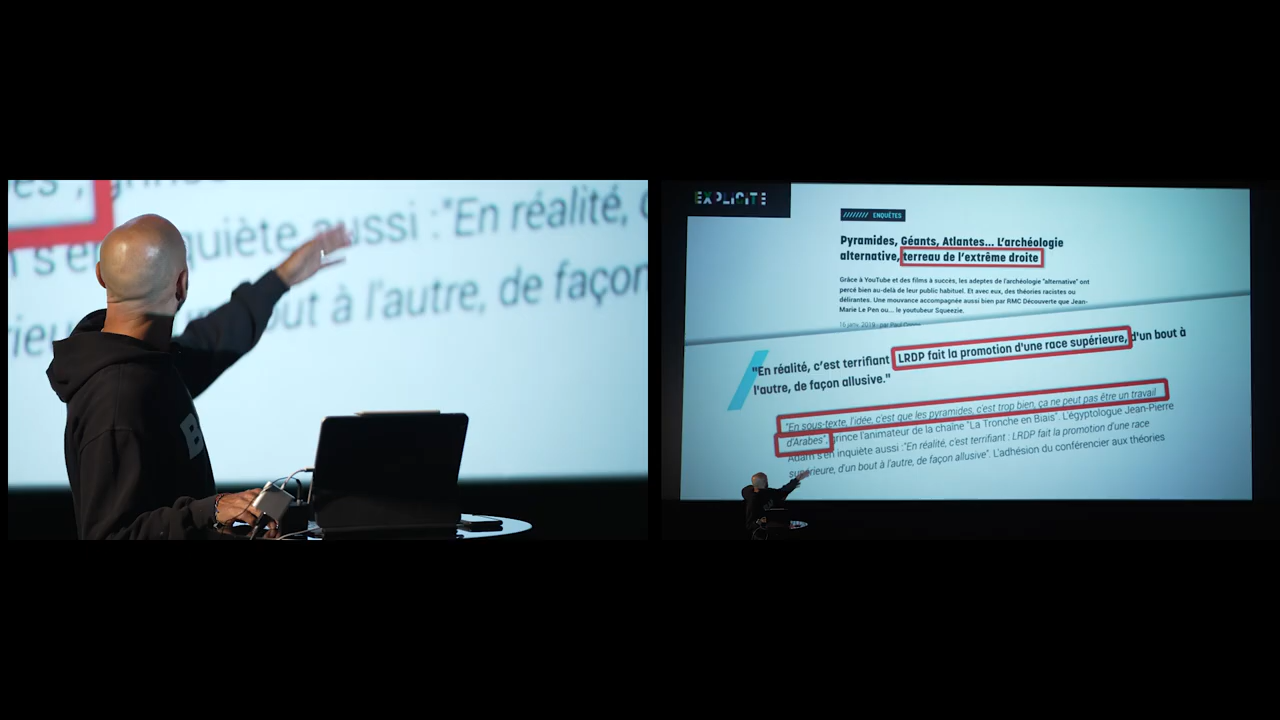 es",
s'en inquiète aussi :"En réalité, c
rieu bout à l'autre, de façon
B
EXPLICITE
//////// ENQUÊTES
Pyramides, Géants, Atlantes... L'archéologie
alternative, terreau de l'extrême droite
Grâce à YouTube et des films à succès, les adeptes de l'archéologie "alternative" ont
percé bien au-delà de leur public habituel. Et avec eux, des théories racistes ou
délirantes. Une mouvance accompagnée aussi bien par RMC Découverte que Jean-
Marie Le Pen ou... le youtubeur Squeezie.
16 janv. 2019 - par
"En réalité, c'est terrifiant LRDP fait la promotion d'une race supérieure, d'un bout à
l'autre, de façon allusive."
"En sous-texte, l'idée, c'est que les pyramides, c'est trop bien, ça ne peut pas être un travail
d'Arabes", grince l'animateur de la chaîne "La Tronche en Biais". L'égyptologue Jean-Pierre
Adam s'en inquiète aussi :"En réalité, c'est terrifiant : LRDP fait la promotion d'une race
supérieure, d'un bout à l'autre, de façon allusive". L'adhésion du conférencier aux théories